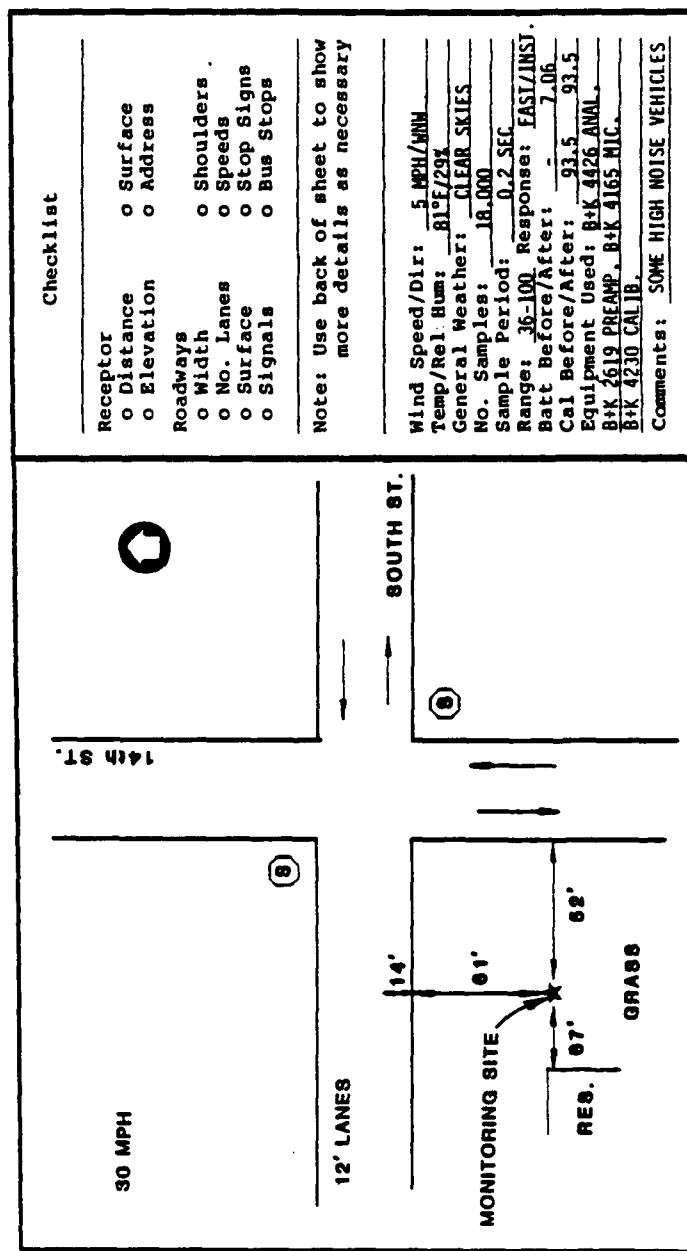 30 MPH
14th ST.
S
12' LANES
14'
SOUTH ST.
S
61'
MONITORING SITE
67'
52'
RES.
GRASS
Checklist
Receptor
o Distance o Surface
o Elevation o Address
Roadways
o Width o Shoulders
o No. Lanes o Speeds
o Surface o Stop Signs
o Signals o Bus Stops
Note: Use back of sheet to show
more details as necessary
Wind Speed/Dir: 5 MPH/WNW
Temp/Rel Hum: 81°F/29%
General Weather: CLEAR SKIES
No. Samples: 18,000
Sample Period: 0.2 SEC
Range: 36-100 Response: FAST/INST.
Batt Before/After: - 7.06
Cal Before/After: 93.5 93.5
Equipment Used: B+K 4426 ANAL,
B+K 2619 PREAMP, B+K 4165 MIC,
B+K 4230 CALIB.
Comments: SOME HIGH NOISE VEHICLES